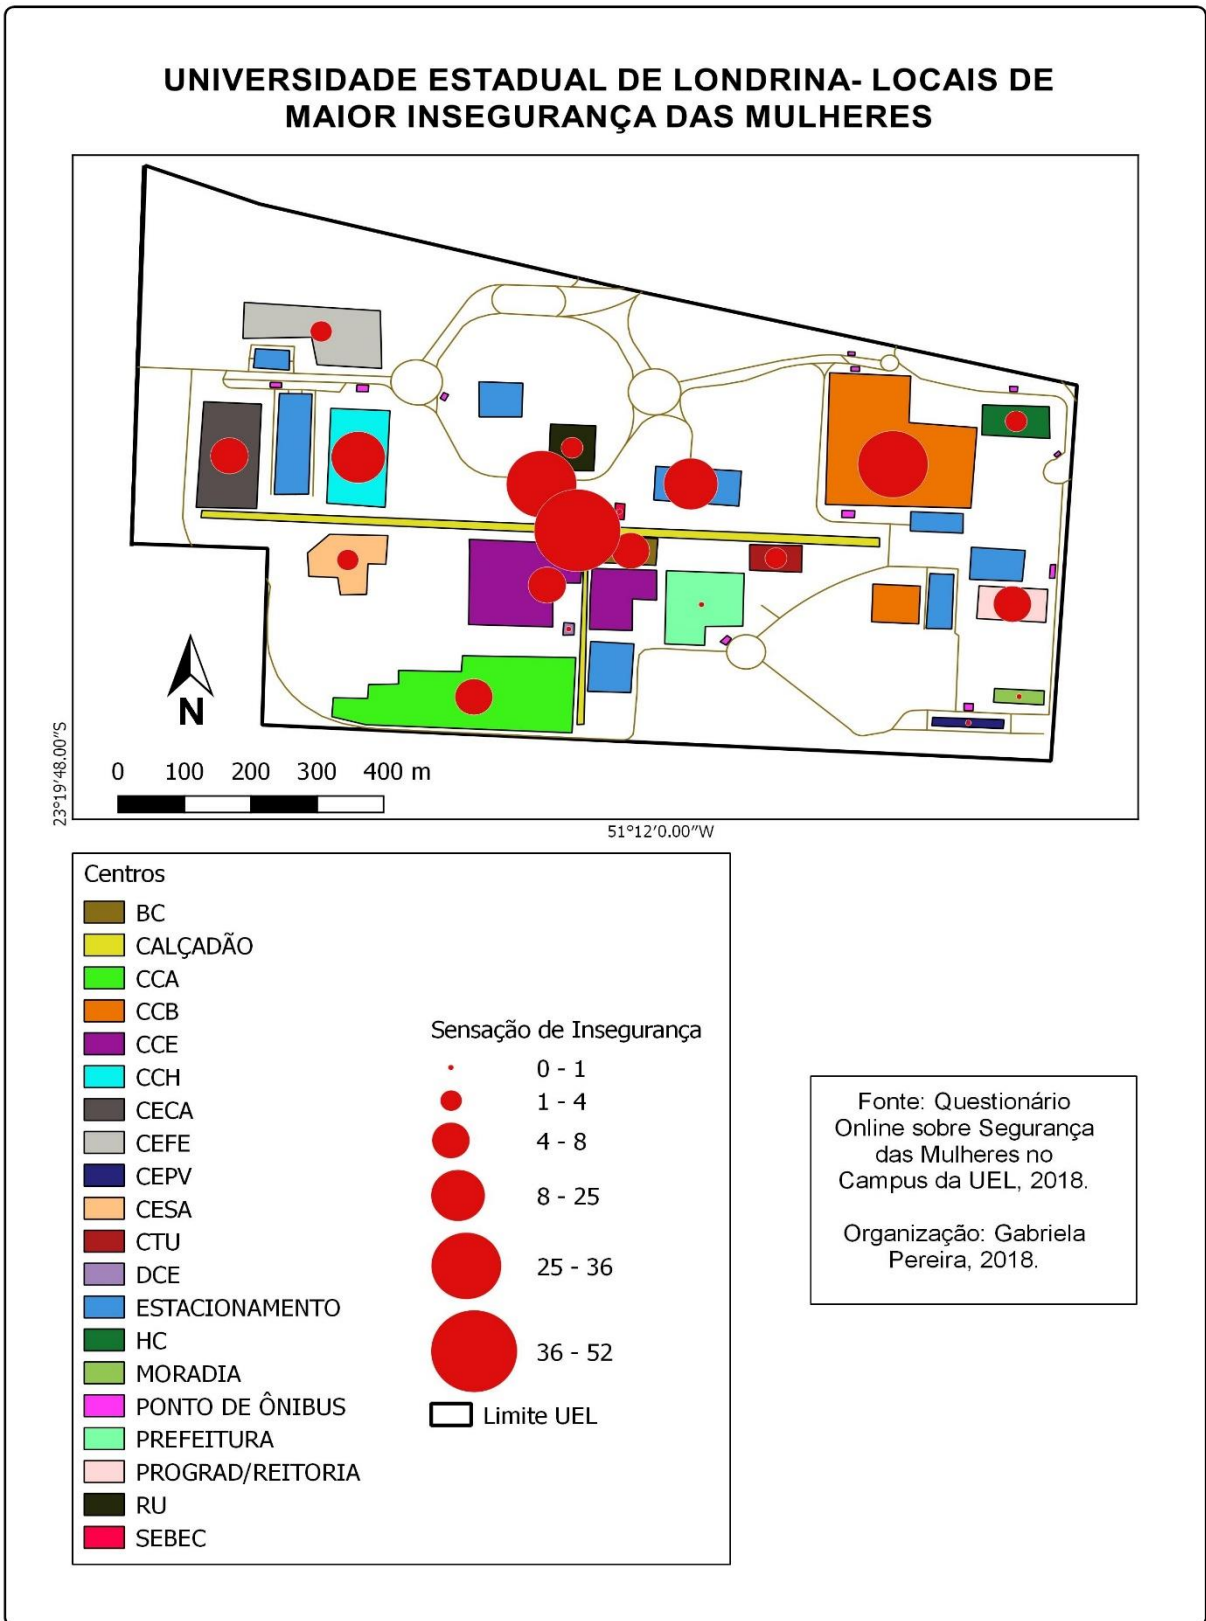 UNIVERSIDADE ESTADUAL DE LONDRINA- LOCAIS DE
MAIOR INSEGURANÇA DAS MULHERES
N
0 100 200 300 400 m
23°19′48.00″S
51°12′0.00″W
Centros
BC
CALÇADÃO
CCA
CCB
CCE
CCH
CECA
CEFE
CEPV
CESA
CTU
DCE
ESTACIONAMENTO
HC
MORADIA
PONTO DE ÔNIBUS
PREFEITURA
PROGRAD/REITORIA
RU
SEBEC
Sensação de Insegurança
0 - 1
1 - 4
4 - 8
8 - 25
25 - 36
36 - 52
Limite UEL
Fonte: Questionário
Online sobre Segurança
das Mulheres no
Campus da UEL, 2018.
Organização: Gabriela
Pereira, 2018.